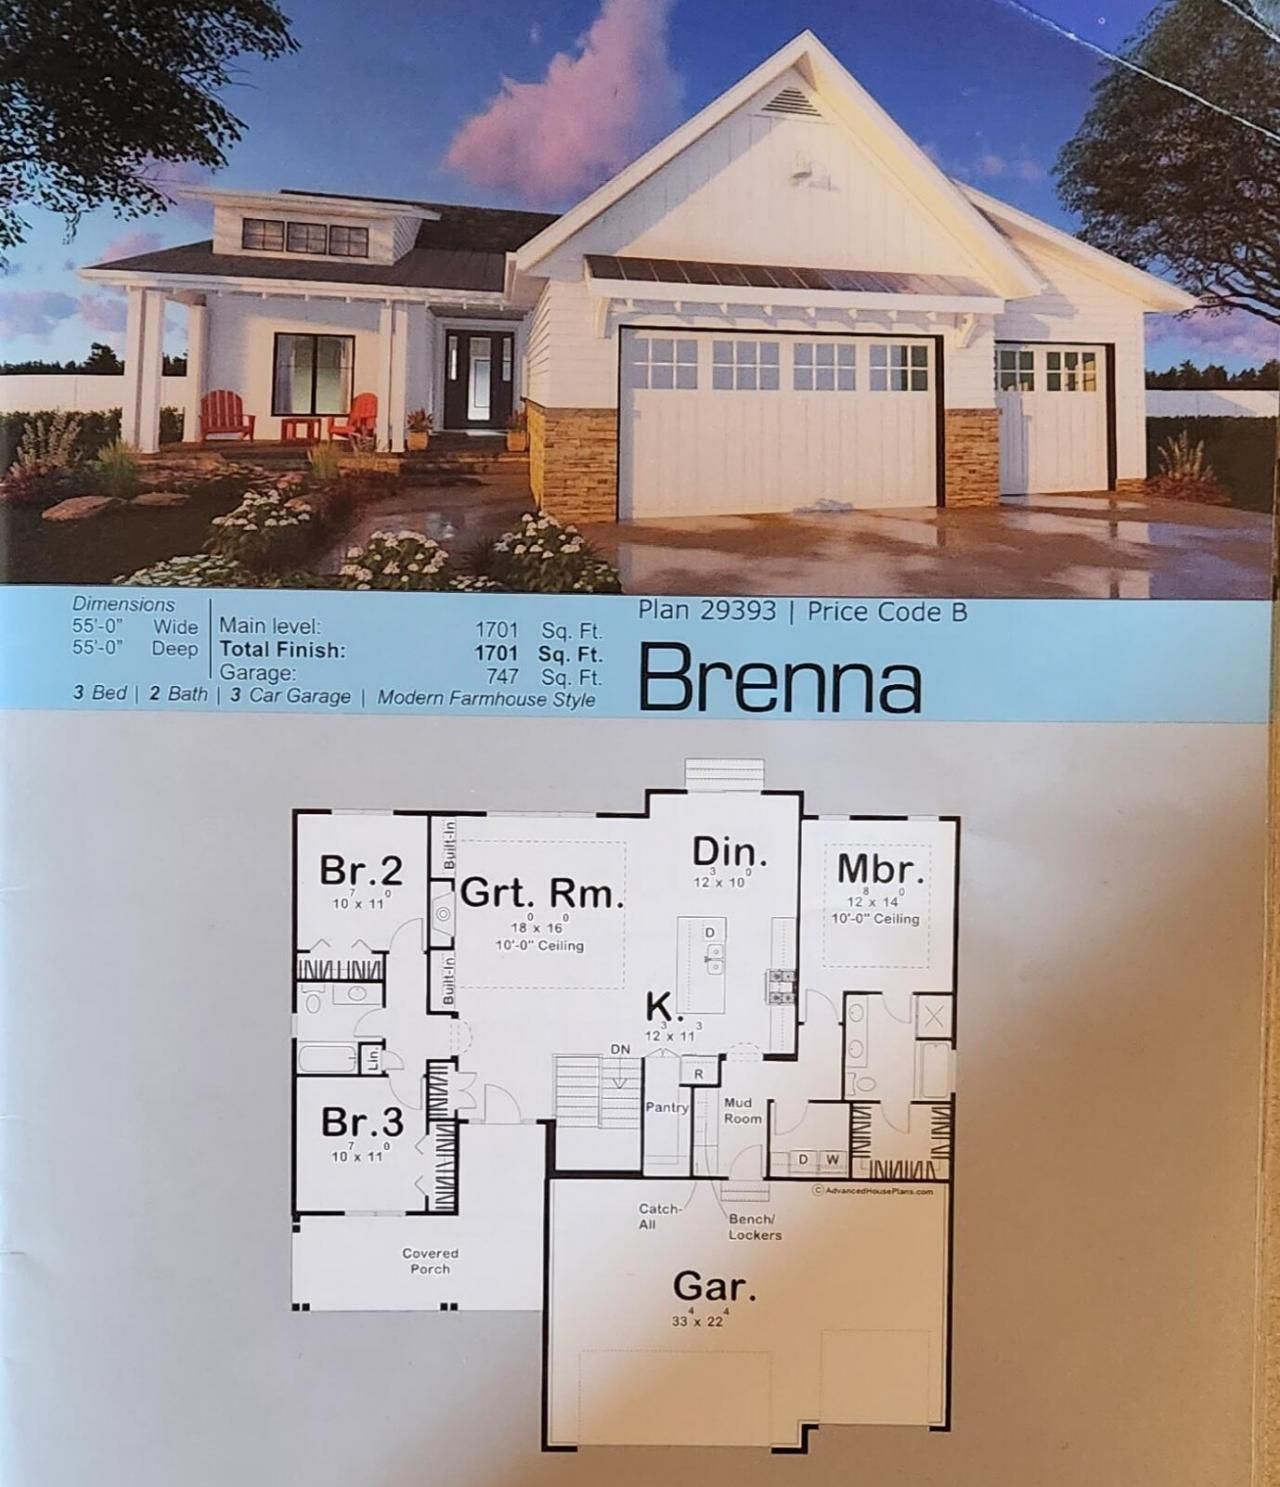 Dimensions
55'-0" Wide
55'-0" Deep
Main level: 1701 Sq. Ft.
Total Finish: 1701 Sq. Ft.
Garage: 747 Sq. Ft.
3 Bed | 2 Bath | 3 Car Garage | Modern Farmhouse Style
Plan 29393 | Price Code B
Brenna
Br.2
10⁷ x 11⁰
Built-In
Grt. Rm.
18⁰ x 16⁰
10'-0" Ceiling
Built-In
Din.
12³ x 10⁰
Mbr.
12⁸ x 14⁰
10'-0" Ceiling
D
K.
12³ x 11³
DN
R
Lin.
Pantry
Mud
Room
Br.3
10⁷ x 11⁰
D W
©AdvancedHousePlans.com
Catch-
All
Bench/
Lockers
Covered
Porch
Gar.
33⁴ x 22⁴